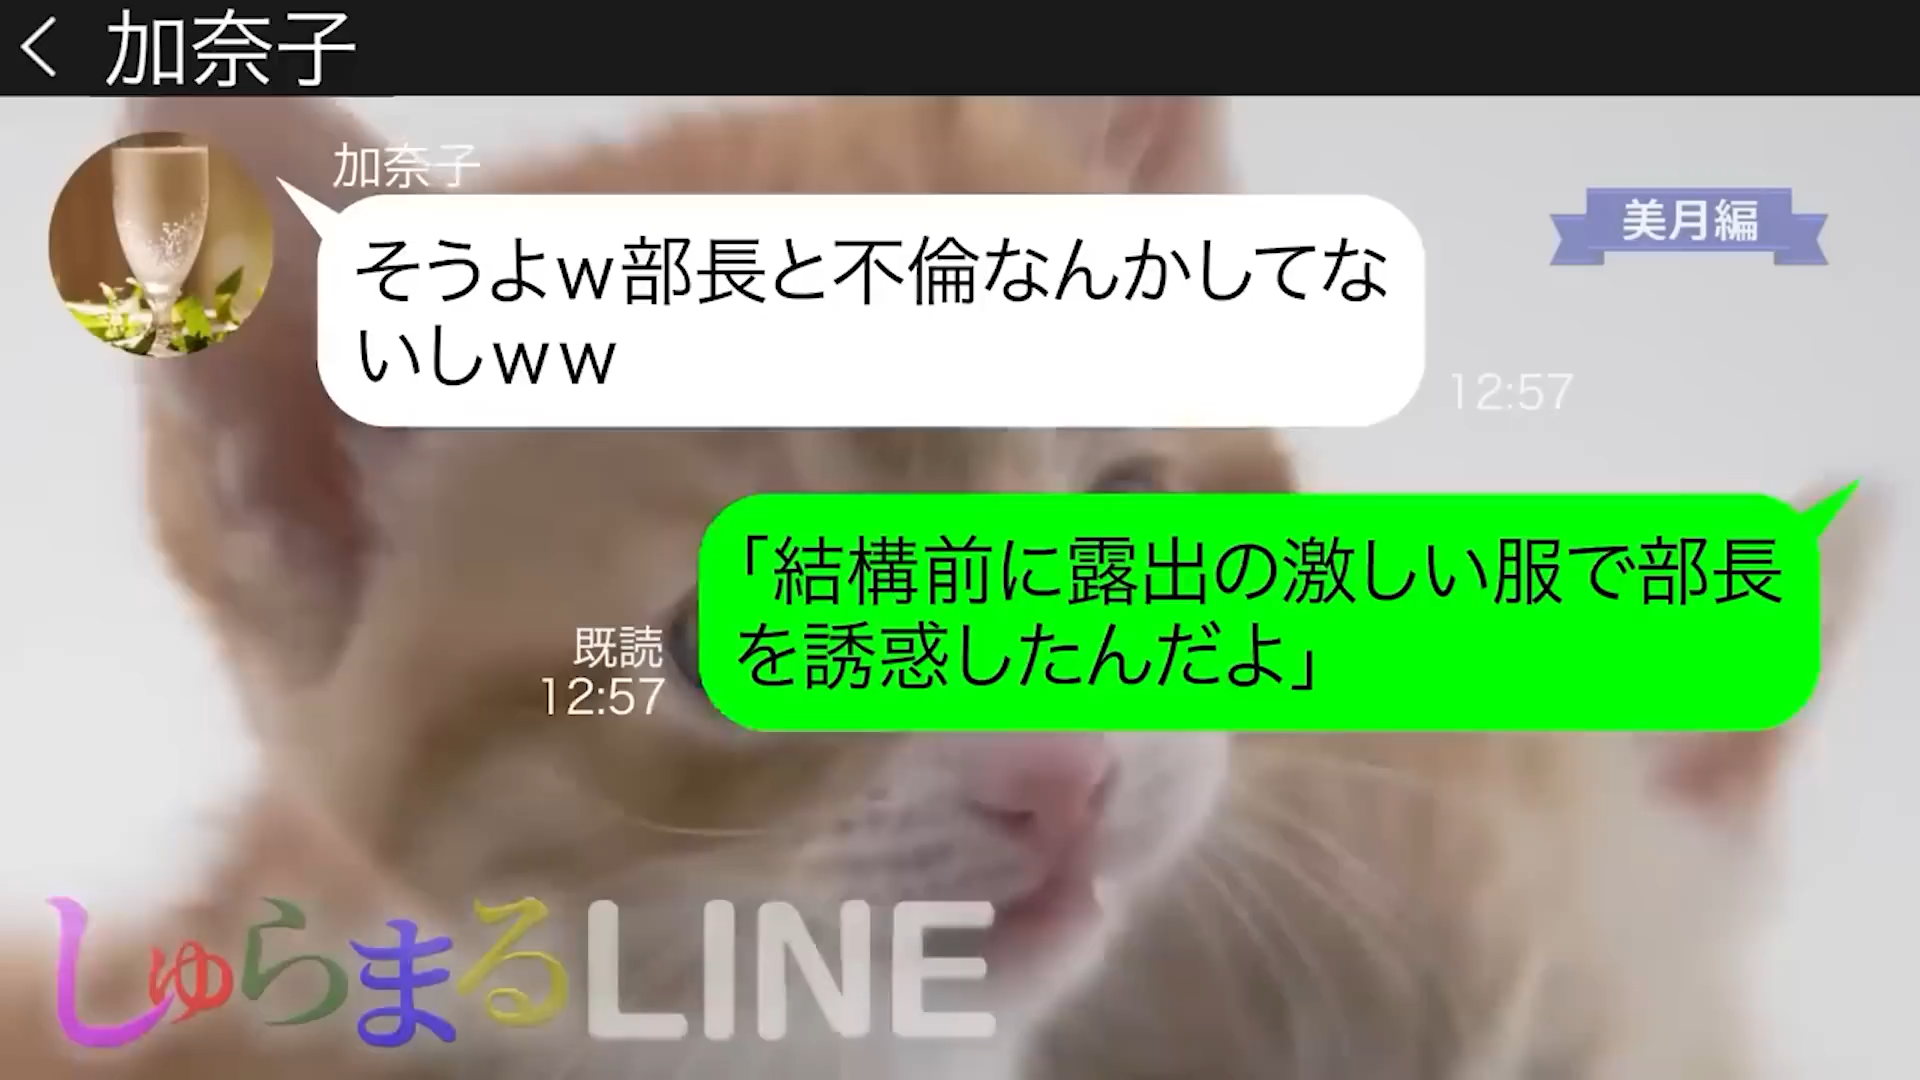 加奈子
加奈子
美月編
そうよｗ部長と不倫なんかしてな
いしｗｗ
12:57
「結構前に露出の激しい服で部長
を誘惑したんだよ」
既読
12:57
しゅらまるLINE